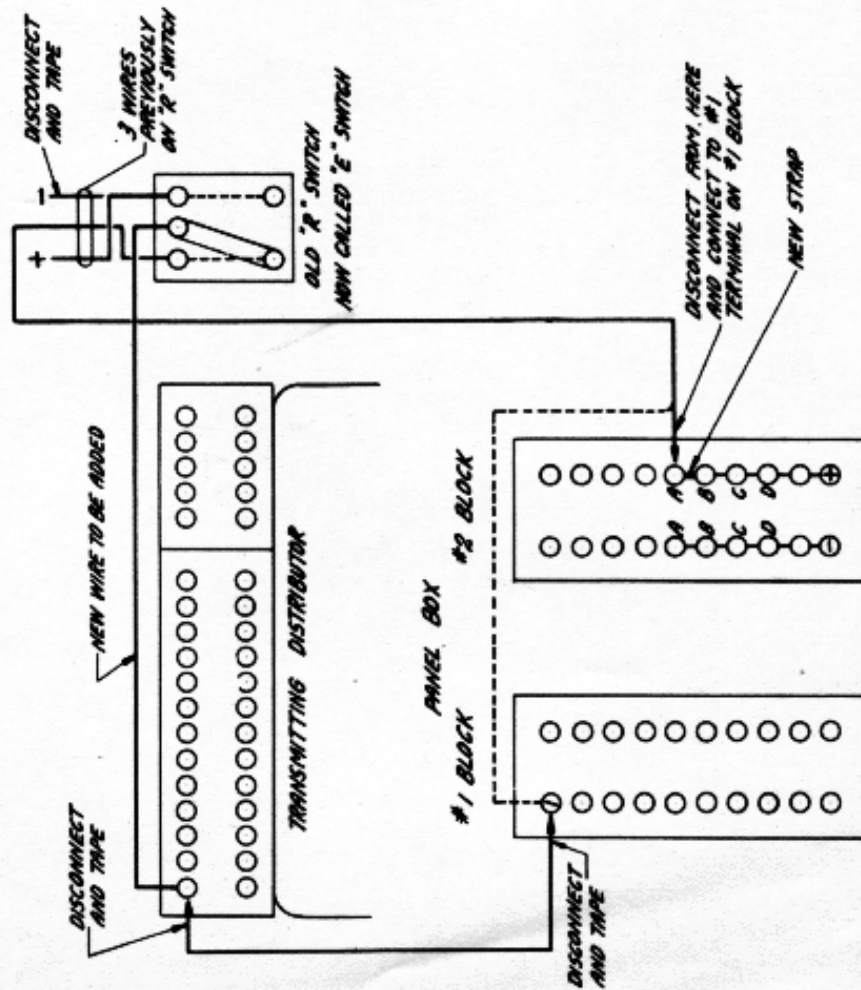 DISCONNECT
AND TAPE
3 WIRES
PREVIOUSLY
ON "R" SWITCH
-
+
OLD "R" SWITCH
NOW CALLED "E" SWITCH
NEW WIRE TO BE ADDED
DISCONNECT
AND TAPE
TRANSMITTING DISTRIBUTOR
DISCONNECT FROM HERE
AND CONNECT TO #1
TERMINAL ON #1 BLOCK
NEW STRAP
PANEL BOX
#1 BLOCK
#2 BLOCK
1
A
B
C
D
-
A
B
C
D
+
DISCONNECT
AND TAPE